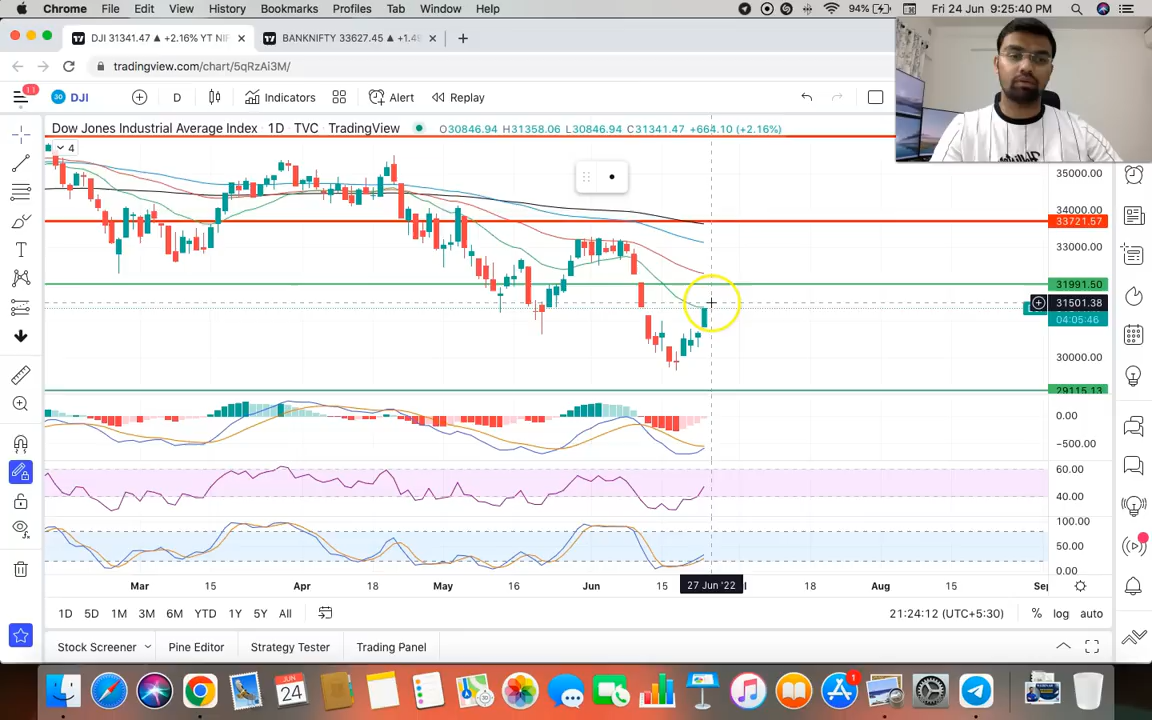 Chrome File Edit View History Bookmarks Profiles Tab Window Help 94% Fri 24 Jun 9:25:40 PM
DJI 31341.47 ▲ +2.16% YT NIF × BANKNIFTY 33627.45 ▲ +1.4 × +
tradingview.com/chart/5qRzAi3M/
11
30 DJI D Indicators Alert Replay
Dow Jones Industrial Average Index · 1D · TVC · TradingView O30846.94 H31358.06 L30846.94 C31341.47 +664.10 (+2.16%)
4
35000.00
34000.00
33721.57
33000.00
31991.50
31501.38
04:05:46
30000.00
29115.13
0.00
−500.00
60.00
40.00
100.00
50.00
0.00
Mar 15 Apr 18 May 16 Jun 15 27 Jun '22 18 Aug 15 Sep
1D 5D 1M 3M 6M YTD 1Y 5Y All 21:24:12 (UTC+5:30) % log auto
Stock Screener Pine Editor Strategy Tester Trading Panel
JUN
24
1